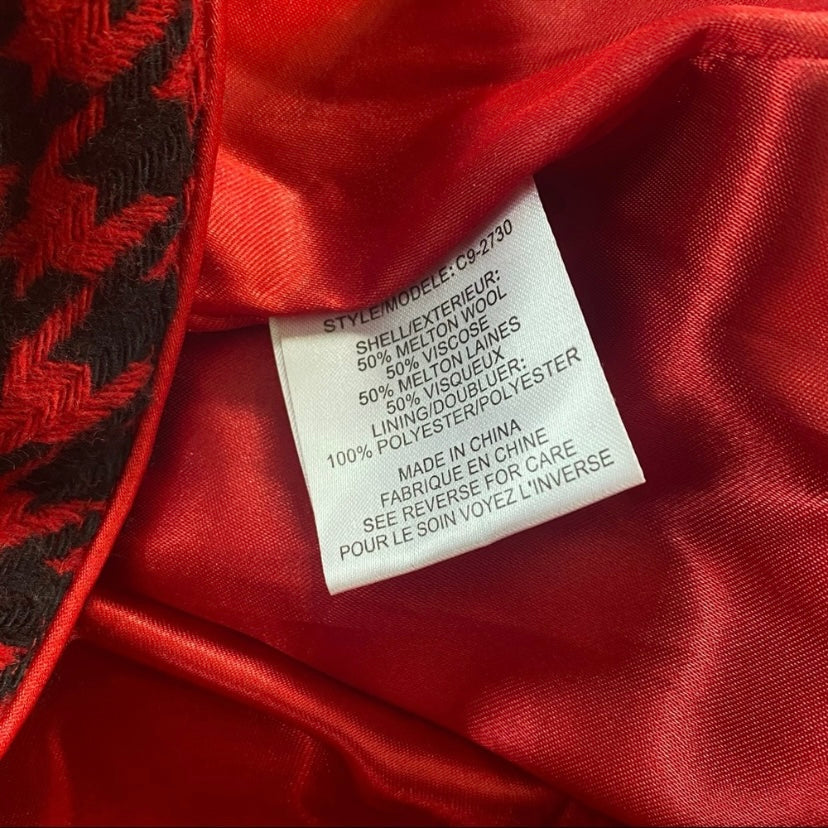 STYLE/MODELE: C9-2730
SHELL/EXTERIEUR:
50% MELTON WOOL
50% VISCOSE
50% MELTON LAINES
50% VISQUEUX
LINING/DOUBLUER:
100% POLYESTER/POLYESTER
MADE IN CHINA
FABRIQUE EN CHINE
SEE REVERSE FOR CARE
POUR LE SOIN VOYEZ L'INVERSE